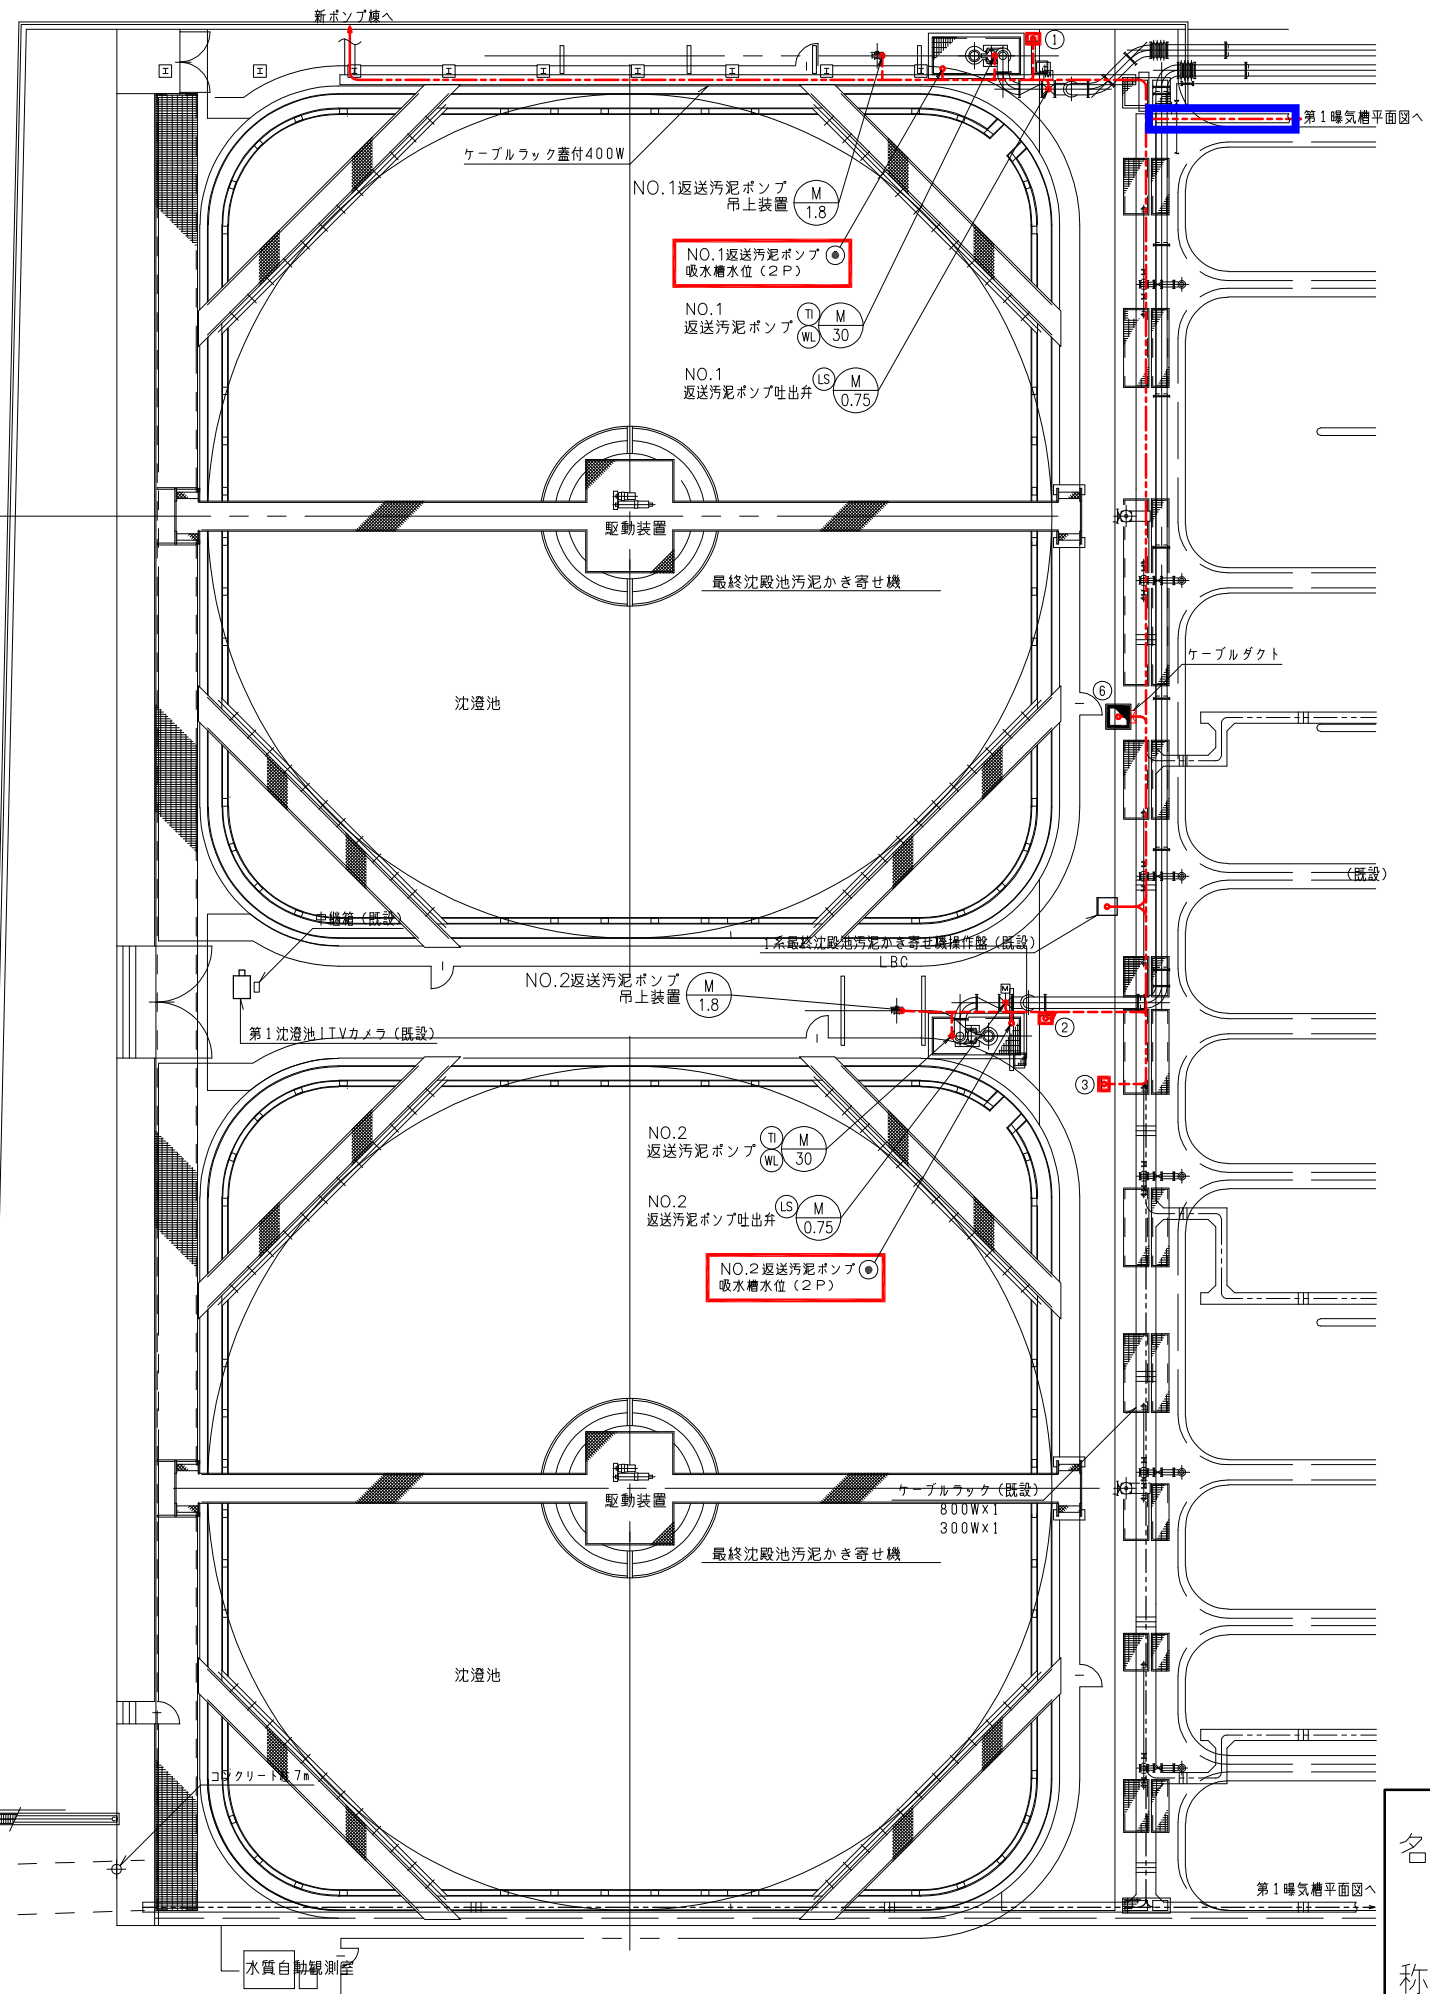 新ポンプ棟へ
1
第1曝気槽平面図へ
ケーブルラック蓋付400W
NO.1返送汚泥ポンプ
吊上装置
M
1.8
NO.1返送汚泥ポンプ
吸水槽水位(2P)
NO.1
返送汚泥ポンプ
TI
WL
M
30
NO.1
返送汚泥ポンプ吐出弁
LS
M
0.75
駆動装置
最終沈殿池汚泥かき寄せ機
ケーブルダクト
6
沈澄池
(既設)
中継箱(既設)
1系最終沈殿池汚泥かき寄せ機操作盤(既設)
LBC
NO.2返送汚泥ポンプ
吊上装置
M
1.8
M
第1沈澄池ITVカメラ(既設)
2
3
NO.2
返送汚泥ポンプ
TI
WL
M
30
NO.2
返送汚泥ポンプ吐出弁
LS
M
0.75
NO.2返送汚泥ポンプ
吸水槽水位(2P)
駆動装置
ケーブルラック(既設)
800W×1
300W×1
最終沈殿池汚泥かき寄せ機
沈澄池
コンクリート柱7m
名
第1曝気槽平面図へ
水質自動観測室
称